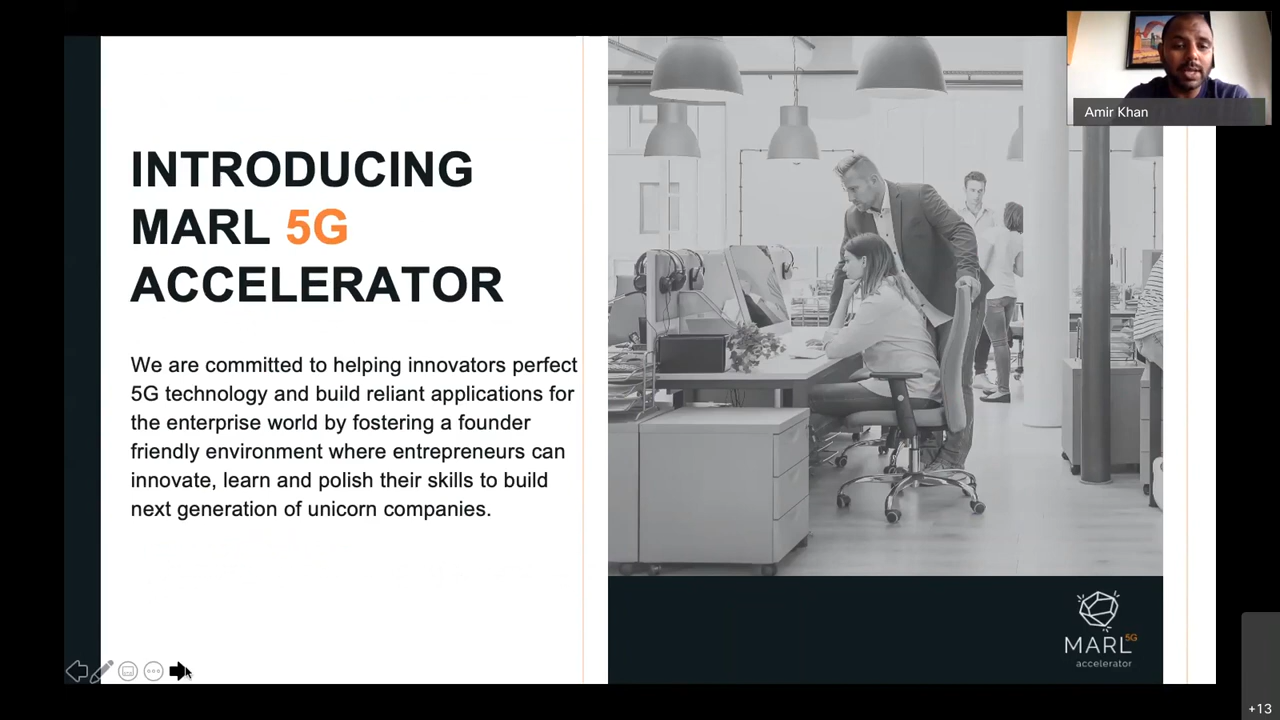 INTRODUCING
MARL 5G
ACCELERATOR
We are committed to helping innovators perfect
5G technology and build reliant applications for
the enterprise world by fostering a founder
friendly environment where entrepreneurs can
innovate, learn and polish their skills to build
next generation of unicorn companies.
Amir Khan
MARL 5G
accelerator
+13